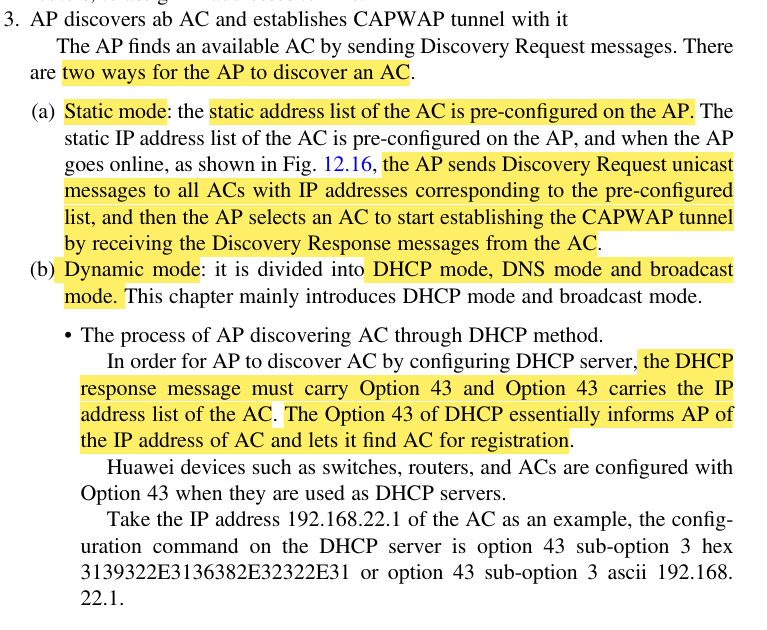 3. AP discovers ab AC and establishes CAPWAP tunnel with it
The AP finds an available AC by sending Discovery Request messages. There
are two ways for the AP to discover an AC.
(a) Static mode: the static address list of the AC is pre-configured on the AP. The
static IP address list of the AC is pre-configured on the AP, and when the AP
goes online, as shown in Fig. 12.16, the AP sends Discovery Request unicast
messages to all ACs with IP addresses corresponding to the pre-configured
list, and then the AP selects an AC to start establishing the CAPWAP tunnel
by receiving the Discovery Response messages from the AC.
(b) Dynamic mode: it is divided into DHCP mode, DNS mode and broadcast
mode. This chapter mainly introduces DHCP mode and broadcast mode.
• The process of AP discovering AC through DHCP method.
In order for AP to discover AC by configuring DHCP server, the DHCP
response message must carry Option 43 and Option 43 carries the IP
address list of the AC. The Option 43 of DHCP essentially informs AP of
the IP address of AC and lets it find AC for registration.
Huawei devices such as switches, routers, and ACs are configured with
Option 43 when they are used as DHCP servers.
Take the IP address 192.168.22.1 of the AC as an example, the config-
uration command on the DHCP server is option 43 sub-option 3 hex
3139322E3136382E32322E31 or option 43 sub-option 3 ascii 192.168.
22.1.